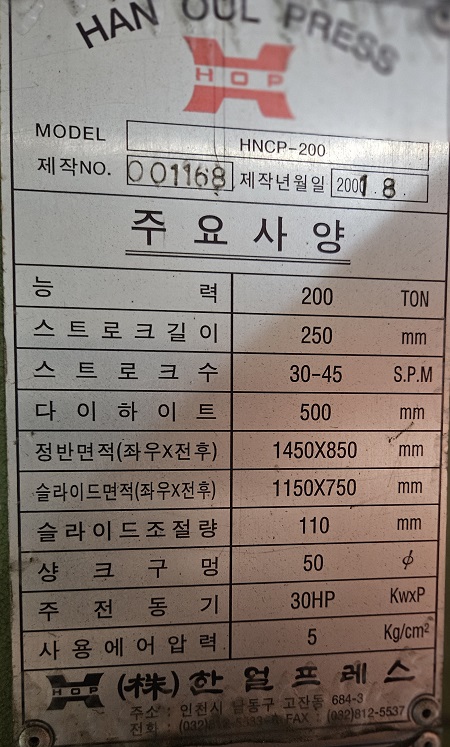 HAN OUL PRESS
HOP
MODEL HNCP-200
제작NO. 001168 제작년월일 2001.8.
주요사양
능력 200 TON
스트로크길이 250 mm
스트로크수 30-45 S.P.M
다이하이트 500 mm
정반면적(좌우X전후) 1450X850 mm
슬라이드면적(좌우X전후) 1150X750 mm
슬라이드조절량 110 mm
생크구멍 50 ϕ
주전동기 30HP KwxP
사용에어압력 5 Kg/cm²
HOP (株)한얼프레스
주소 : 인천시 남동구 고잔동 684-3
전화 : (032)812- FAX : (032)812-5537